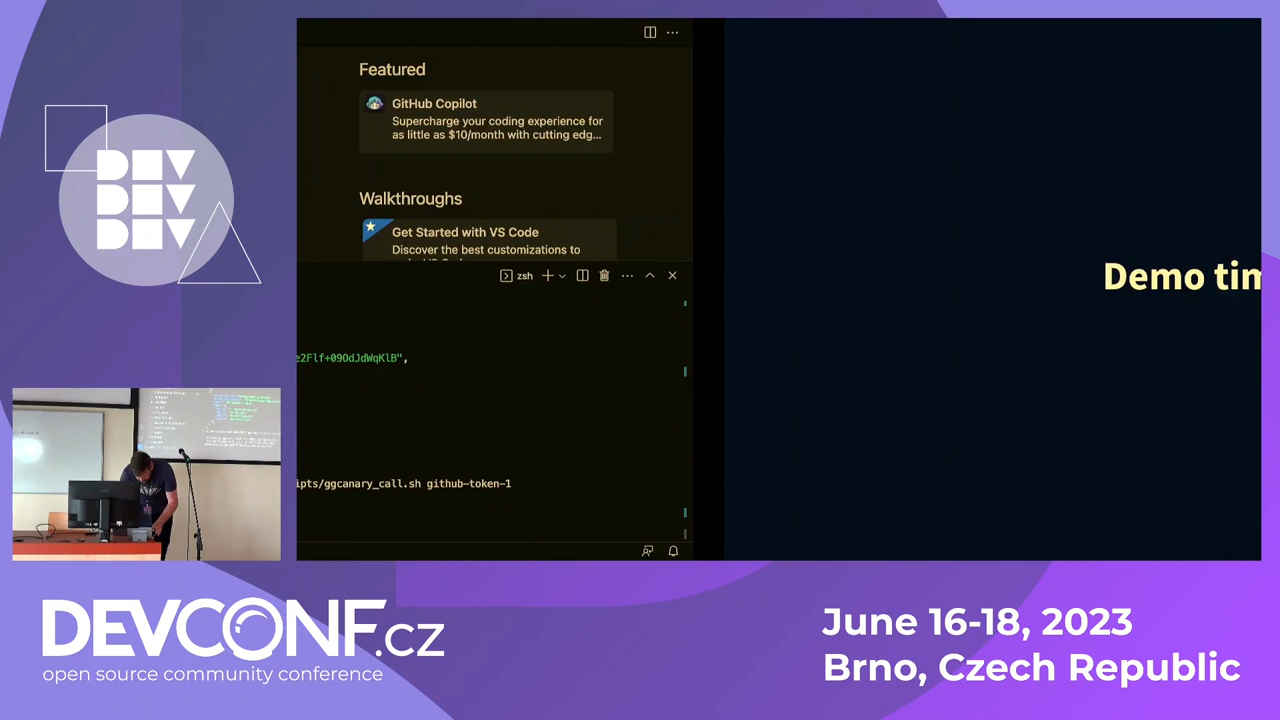 Featured
GitHub Copilot
Supercharge your coding experience for
as little as $10/month with cutting edg...
Walkthroughs
Get Started with VS Code
Discover the best customizations to
zsh
e2Flf+09OdJdWqKlB",
ipts/ggcanary_call.sh github-token-1
Demo tim
DEV
DEV
DEV
DEVCONF.cz
open source community conference
June 16-18, 2023
Brno, Czech Republic